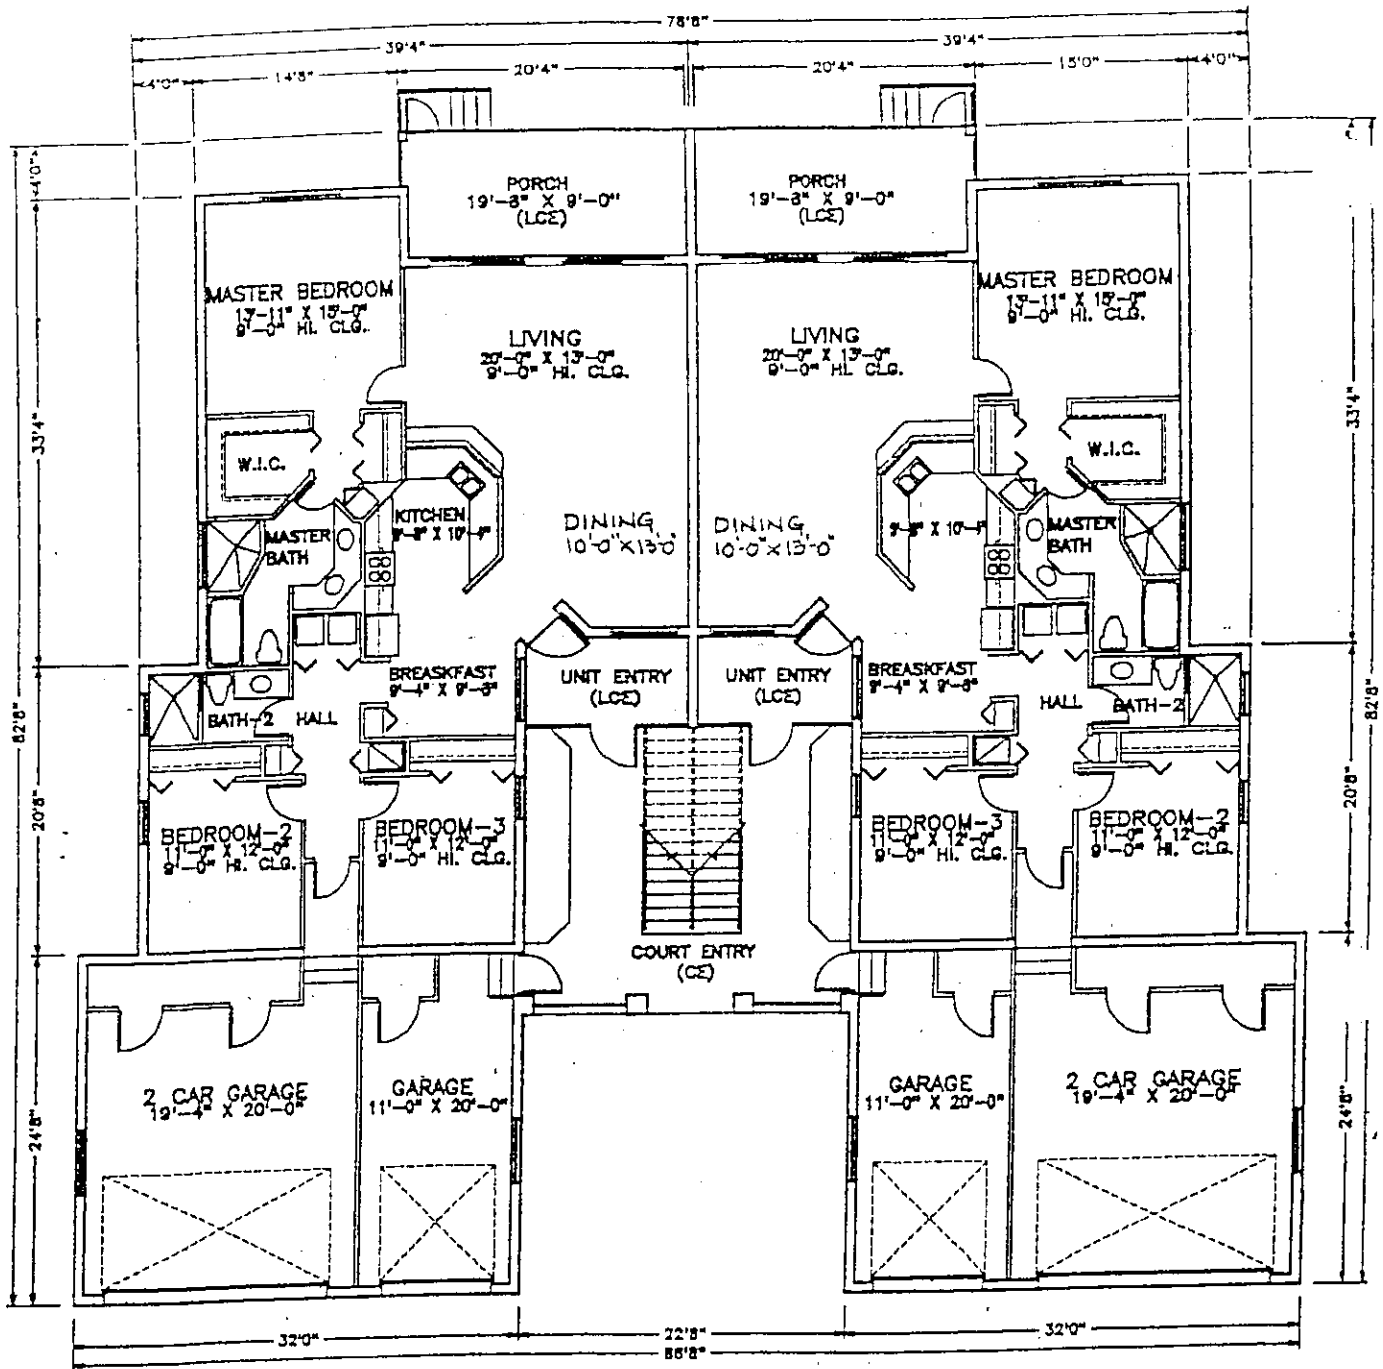 78'8"
39'4" 39'4"
4'0" 14'8" 20'4" 20'4" 15'0" 4'0"
4'0"
PORCH
19'-8" X 9'-0"
(LCE)
PORCH
19'-8" X 9'-0"
(LCE)
MASTER BEDROOM
13'-11" X 15'-0"
9'-0" HI. CLG.
LIVING
20'-0" X 13'-0"
9'-0" HI. CLG.
LIVING
20'-0" X 13'-0"
9'-0" HI. CLG.
MASTER BEDROOM
13'-11" X 15'-0"
9'-0" HI. CLG.
33'4"
33'4"
W.I.C.
W.I.C.
KITCHEN
9'-8" X 10'-4"
DINING
10'-0" X 13'-0"
DINING
10'-0" X 13'-0"
9'-8" X 10'-4"
MASTER
BATH
MASTER
BATH
BREASKFAST
9'-4" X 9'-8"
UNIT ENTRY
(LCE)
UNIT ENTRY
(LCE)
BREASKFAST
9'-4" X 9'-8"
BATH-2
HALL
HALL
BATH-2
82'8"
82'8"
20'8"
20'8"
BEDROOM-2
11'-0" X 12'-0"
9'-0" HI. CLG.
BEDROOM-3
11'-0" X 12'-0"
9'-0" HI. CLG.
BEDROOM-3
11'-0" X 12'-0"
9'-0" HI. CLG.
BEDROOM-2
11'-0" X 12'-0"
9'-0" HI. CLG.
COURT ENTRY
(CE)
2 CAR GARAGE
19'-4" X 20'-0"
GARAGE
11'-0" X 20'-0"
GARAGE
11'-0" X 20'-0"
2 CAR GARAGE
19'-4" X 20'-0"
24'8"
24'8"
32'0" 22'8" 32'0"
86'8"